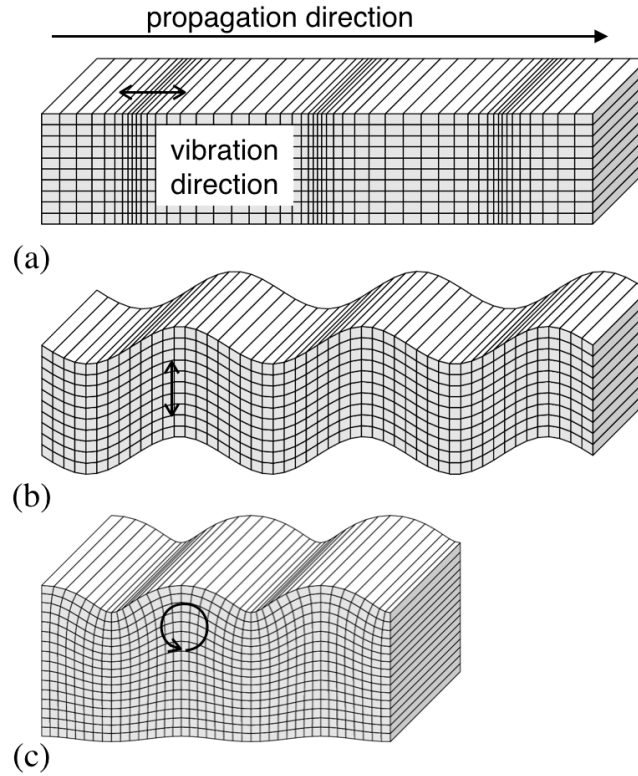 propagation direction
vibration
direction
(a)
(b)
(c)